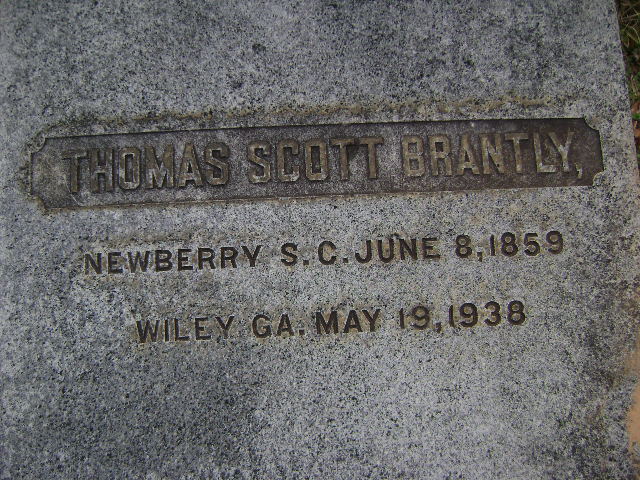 THOMAS SCOTT BRANTLY,
NEWBERRY S.C. JUNE 8, 1859
WILEY GA. MAY 19, 1938